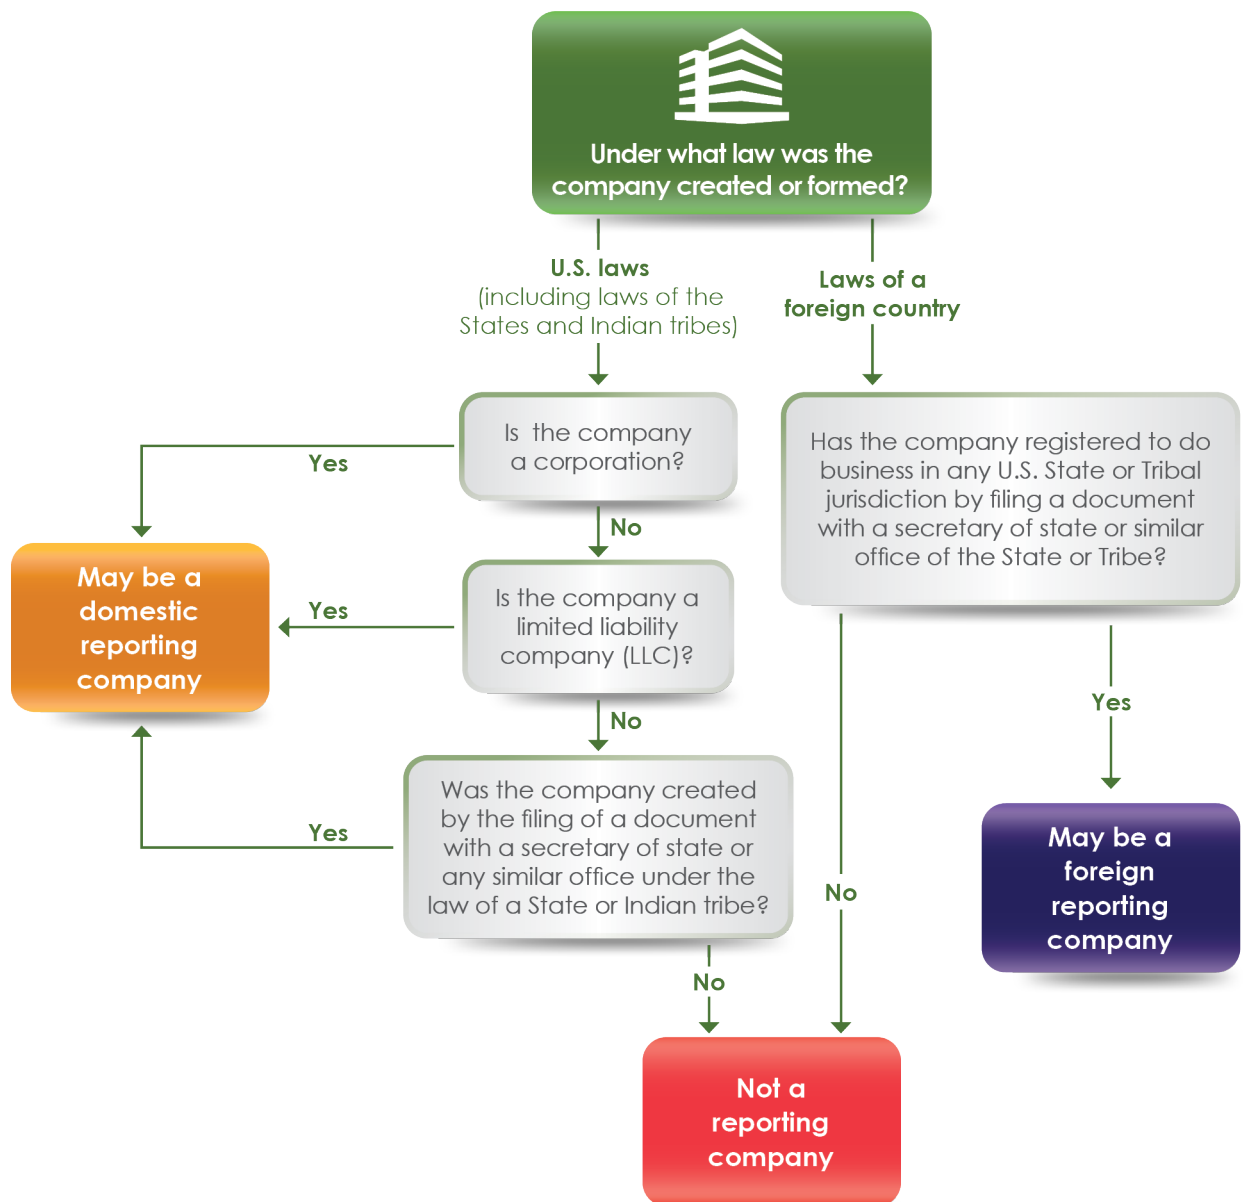 Under what law was the
company created or formed?
U.S. laws
(including laws of the
States and Indian tribes)
Laws of a
foreign country
Is the company
a corporation?
Yes
No
Has the company registered to do
business in any U.S. State or Tribal
jurisdiction by filing a document
with a secretary of state or similar
office of the State or Tribe?
May be a
domestic
reporting
company
Yes
Is the company a
limited liability
company (LLC)?
No
Yes
Was the company created
by the filing of a document
with a secretary of state or
any similar office under the
law of a State or Indian tribe?
Yes
No
No
May be a
foreign
reporting
company
Not a
reporting
company